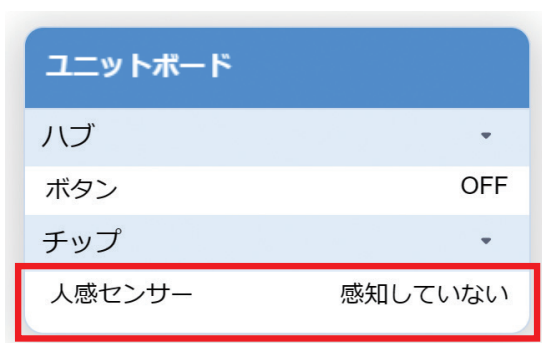 ユニットボード
ハブ
ボタン OFF
チップ
人感センサー 感知していない